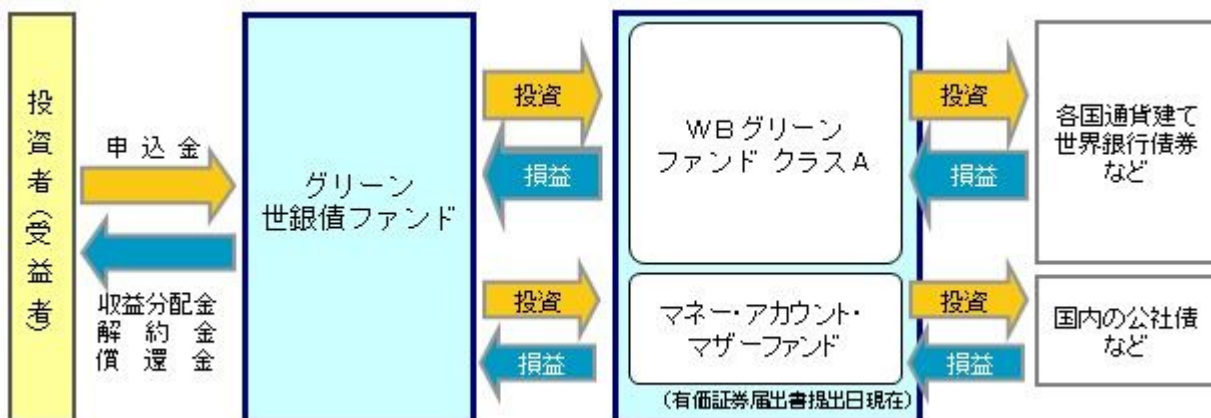 投資者（受益者）
申込金
収益分配金
解約金
償還金
グリーン
世銀債ファンド
投資
損益
投資
損益
ＷＢグリーン
ファンド クラスＡ
マネー・アカウント・
マザーファンド
（有価証券届出書提出日現在）
投資
損益
投資
損益
各国通貨建て
世界銀行債券
など
国内の公社債
など